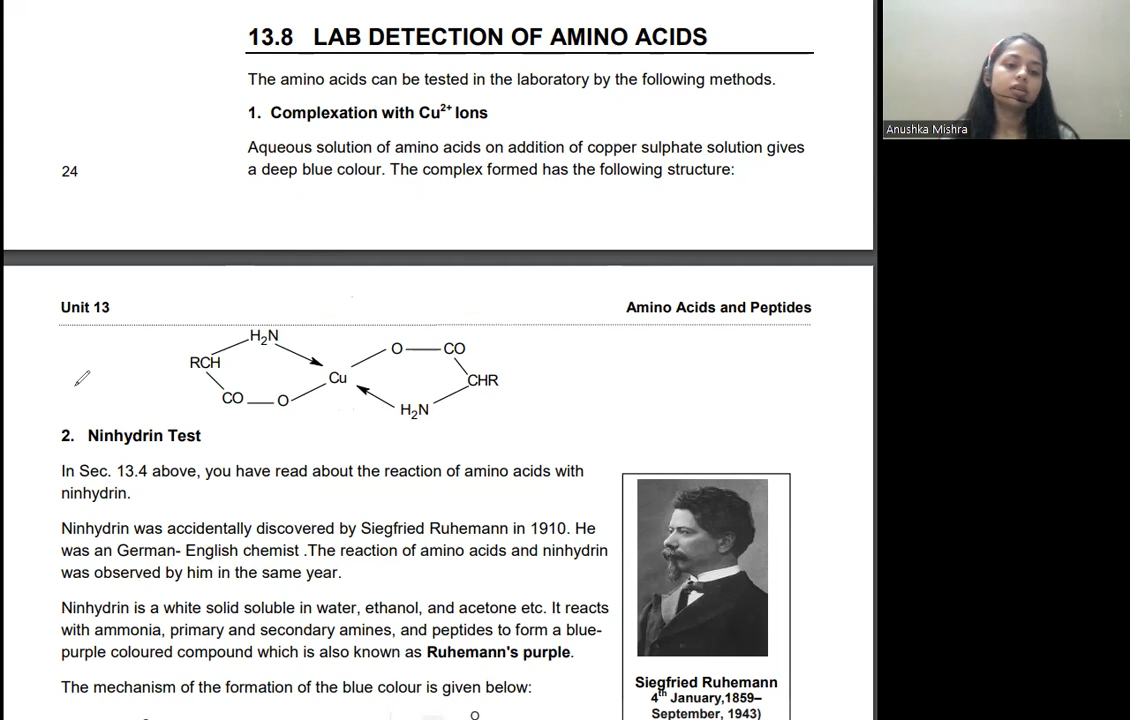 13.8 LAB DETECTION OF AMINO ACIDS
The amino acids can be tested in the laboratory by the following methods.
1. Complexation with Cu²⁺ Ions
Aqueous solution of amino acids on addition of copper sulphate solution gives
a deep blue colour. The complex formed has the following structure:
24
Anushka Mishra
Unit 13
Amino Acids and Peptides
H₂N
RCH
CO
O
Cu
O
CO
CHR
H₂N
2. Ninhydrin Test
In Sec. 13.4 above, you have read about the reaction of amino acids with
ninhydrin.
Ninhydrin was accidentally discovered by Siegfried Ruhemann in 1910. He
was an German- English chemist .The reaction of amino acids and ninhydrin
was observed by him in the same year.
Ninhydrin is a white solid soluble in water, ethanol, and acetone etc. It reacts
with ammonia, primary and secondary amines, and peptides to form a blue-
purple coloured compound which is also known as Ruhemann's purple.
The mechanism of the formation of the blue colour is given below:
O
Siegfried Ruhemann
4th January,1859–
September, 1943)